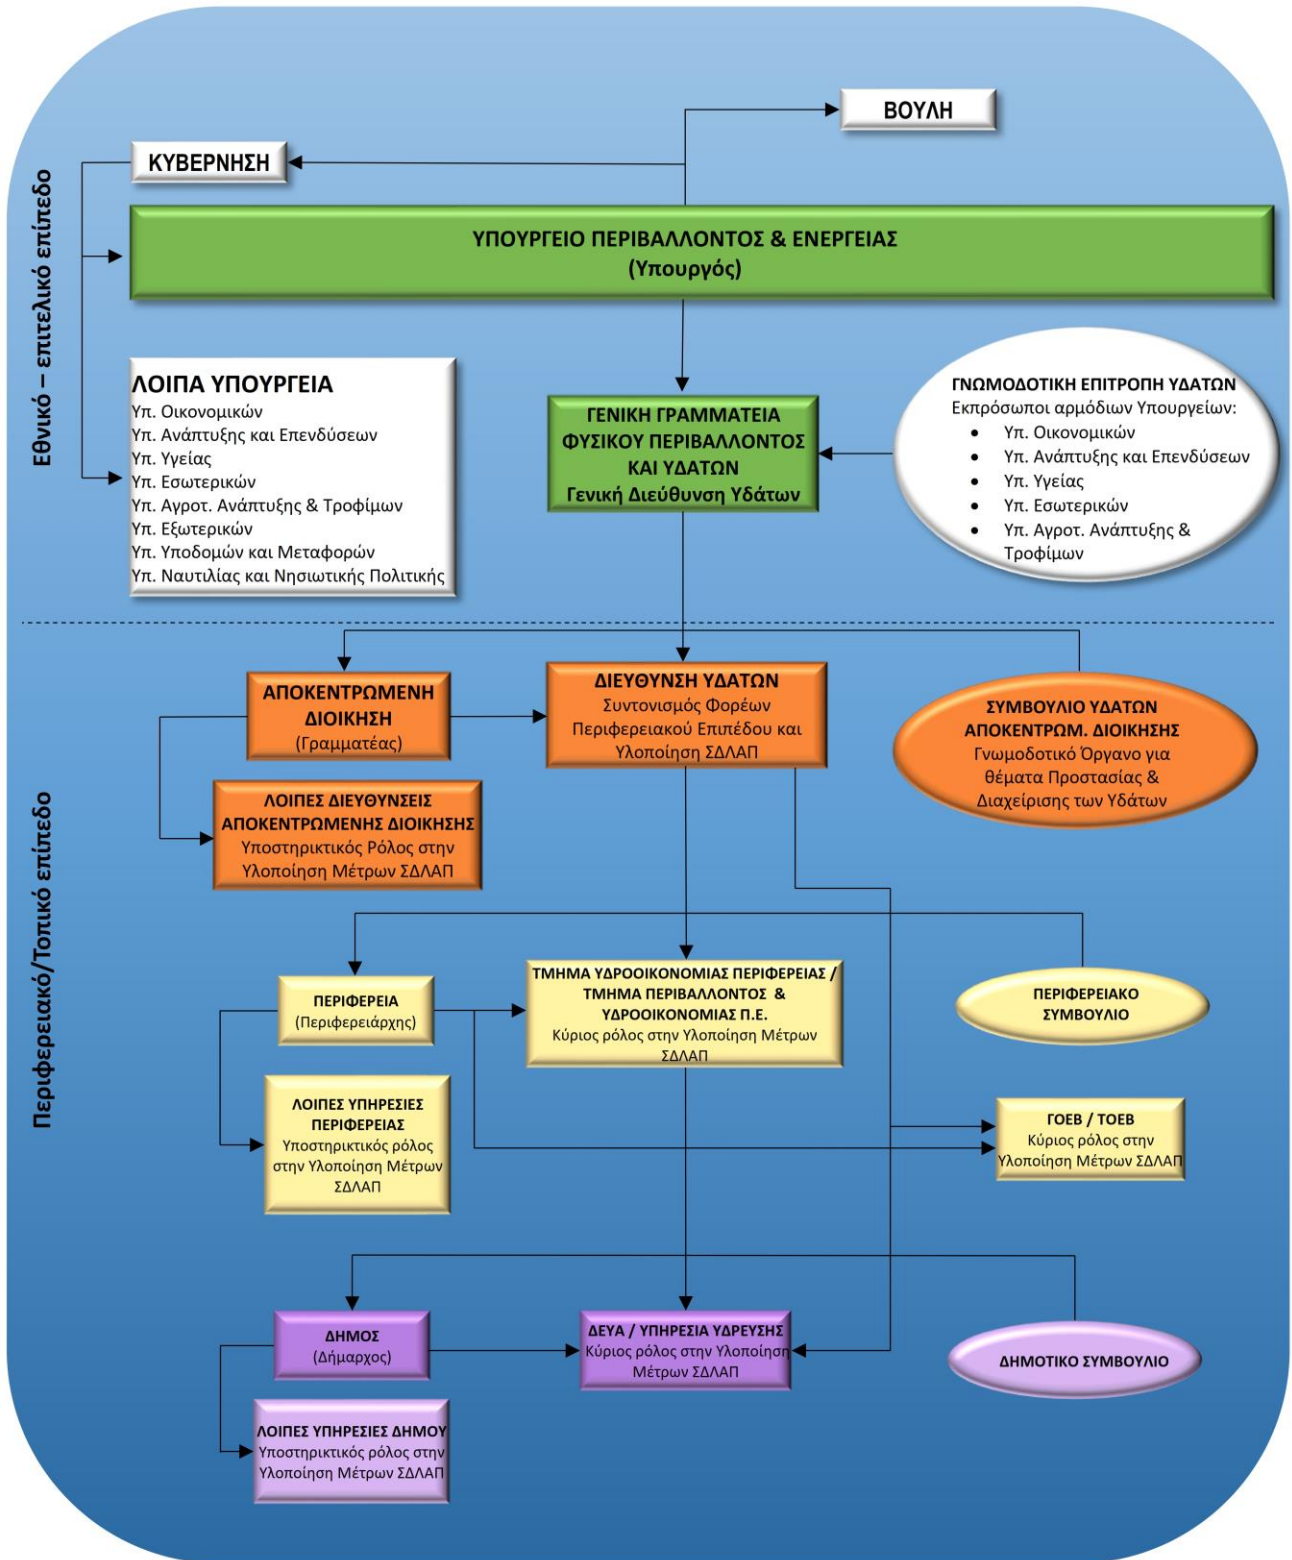 ΒΟΥΛΗ
ΚΥΒΕΡΝΗΣΗ
Εθνικό – επιτελικό επίπεδο
ΥΠΟΥΡΓΕΙΟ ΠΕΡΙΒΑΛΛΟΝΤΟΣ & ΕΝΕΡΓΕΙΑΣ
(Υπουργός)
ΛΟΙΠΑ ΥΠΟΥΡΓΕΙΑ
Υπ. Οικονομικών
Υπ. Ανάπτυξης και Επενδύσεων
Υπ. Υγείας
Υπ. Εσωτερικών
Υπ. Αγροτ. Ανάπτυξης & Τροφίμων
Υπ. Εξωτερικών
Υπ. Υποδομών και Μεταφορών
Υπ. Ναυτιλίας και Νησιωτικής Πολιτικής
ΓΕΝΙΚΗ ΓΡΑΜΜΑΤΕΙΑ
ΦΥΣΙΚΟΥ ΠΕΡΙΒΑΛΛΟΝΤΟΣ
ΚΑΙ ΥΔΑΤΩΝ
Γενική Διεύθυνση Υδάτων
ΓΝΩΜΟΔΟΤΙΚΗ ΕΠΙΤΡΟΠΗ ΥΔΑΤΩΝ
Εκπρόσωποι αρμόδιων Υπουργείων:
• Υπ. Οικονομικών
• Υπ. Ανάπτυξης και Επενδύσεων
• Υπ. Υγείας
• Υπ. Εσωτερικών
• Υπ. Αγροτ. Ανάπτυξης &
Τροφίμων
Περιφερειακό/Τοπικό επίπεδο
ΑΠΟΚΕΝΤΡΩΜΕΝΗ
ΔΙΟΙΚΗΣΗ
(Γραμματέας)
ΔΙΕΥΘΥΝΣΗ ΥΔΑΤΩΝ
Συντονισμός Φορέων
Περιφερειακού Επιπέδου και
Υλοποίηση ΣΔΛΑΠ
ΣΥΜΒΟΥΛΙΟ ΥΔΑΤΩΝ
ΑΠΟΚΕΝΤΡΩΜ. ΔΙΟΙΚΗΣΗΣ
Γνωμοδοτικό Όργανο για
θέματα Προστασίας &
Διαχείρισης των Υδάτων
ΛΟΙΠΕΣ ΔΙΕΥΘΥΝΣΕΙΣ
ΑΠΟΚΕΝΤΡΩΜΕΝΗΣ ΔΙΟΙΚΗΣΗΣ
Υποστηρικτικός Ρόλος στην
Υλοποίηση Μέτρων ΣΔΛΑΠ
ΠΕΡΙΦΕΡΕΙΑ
(Περιφερειάρχης)
ΤΜΗΜΑ ΥΔΡΟΟΙΚΟΝΟΜΙΑΣ ΠΕΡΙΦΕΡΕΙΑΣ /
ΤΜΗΜΑ ΠΕΡΙΒΑΛΛΟΝΤΟΣ &
ΥΔΡΟΟΙΚΟΝΟΜΙΑΣ Π.Ε.
Κύριος ρόλος στην Υλοποίηση Μέτρων
ΣΔΛΑΠ
ΠΕΡΙΦΕΡΕΙΑΚΟ
ΣΥΜΒΟΥΛΙΟ
ΛΟΙΠΕΣ ΥΠΗΡΕΣΙΕΣ
ΠΕΡΙΦΕΡΕΙΑΣ
Υποστηρικτικός ρόλος
στην Υλοποίηση Μέτρων
ΣΔΛΑΠ
ΓΟΕΒ / ΤΟΕΒ
Κύριος ρόλος στην
Υλοποίηση Μέτρων ΣΔΛΑΠ
ΔΗΜΟΣ
(Δήμαρχος)
ΔΕΥΑ / ΥΠΗΡΕΣΙΑ ΥΔΡΕΥΣΗΣ
Κύριος ρόλος στην Υλοποίηση
Μέτρων ΣΔΛΑΠ
ΔΗΜΟΤΙΚΟ ΣΥΜΒΟΥΛΙΟ
ΛΟΙΠΕΣ ΥΠΗΡΕΣΙΕΣ ΔΗΜΟΥ
Υποστηρικτικός ρόλος στην
Υλοποίηση Μέτρων ΣΔΛΑΠ